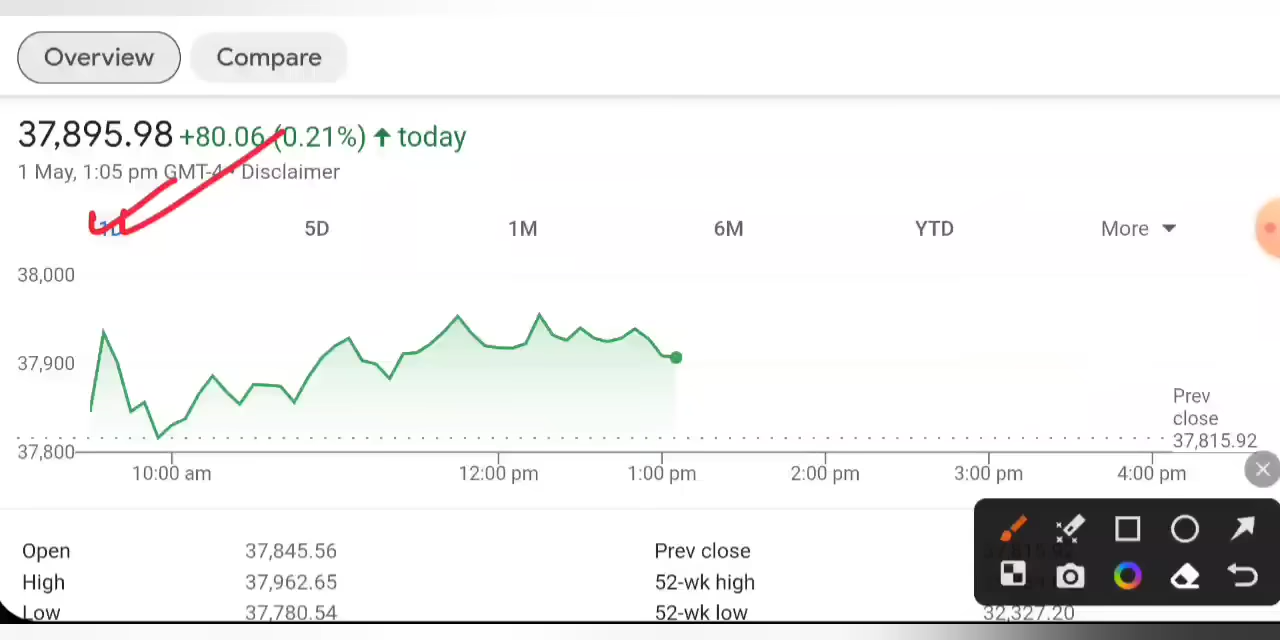 Overview Compare
37,895.98 +80.06 (0.21%) ↑ today
1 May, 1:05 pm GMT-4 • Disclaimer
1D 5D 1M 6M YTD More
38,000
37,900
Prev
close
37,815.92
37,800
10:00 am 12:00 pm 1:00 pm 2:00 pm 3:00 pm 4:00 pm
Open 37,845.56 Prev close
High 37,962.65 52-wk high
Low 37,780.54 52-wk low 32,327.20